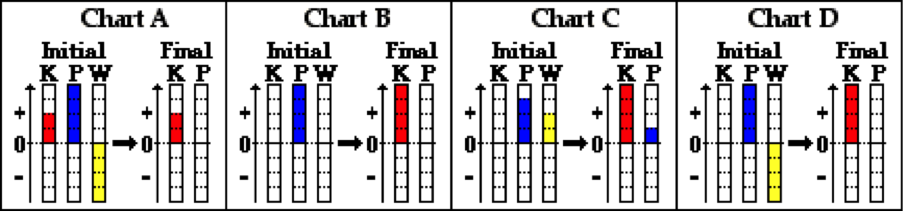 Chart A
Initial Final
K P W K P
+
0
-
Chart B
Initial Final
K P W K P
+ +
0 0
- -
Chart C
Initial Final
K P W K P
+ +
0 0
- -
Chart D
Initial Final
K P W K P
+ +
0 0
- -